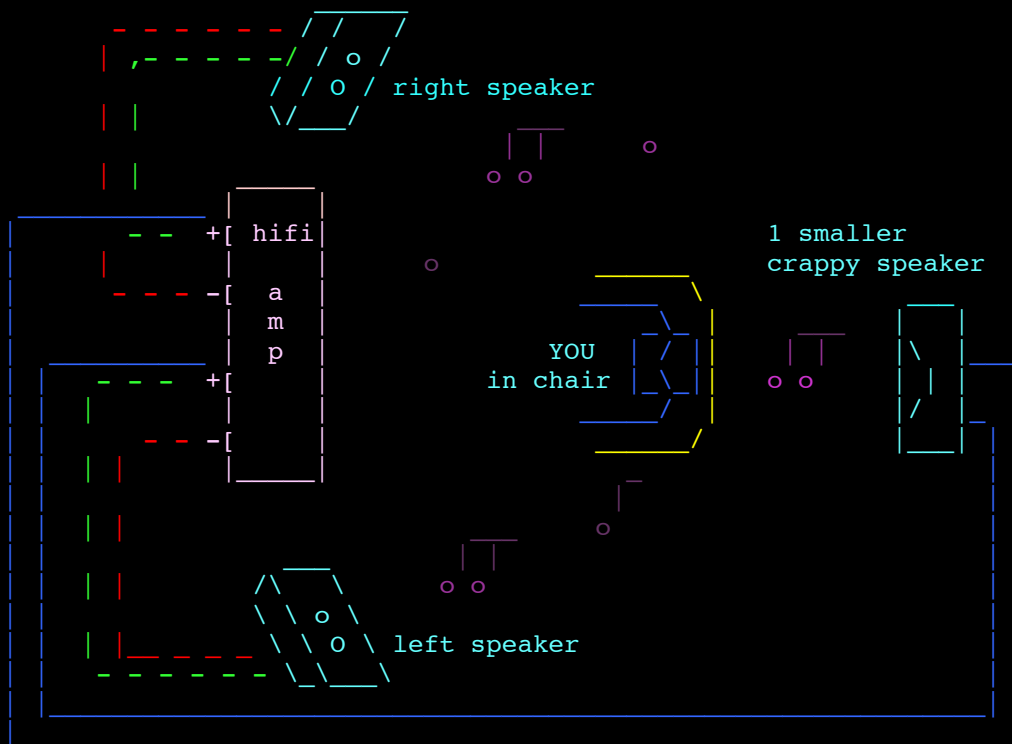 right speaker
+[ hifi
-[ a
m
p
+[
-[
1 smaller
crappy speaker
YOU
in chair
left speaker